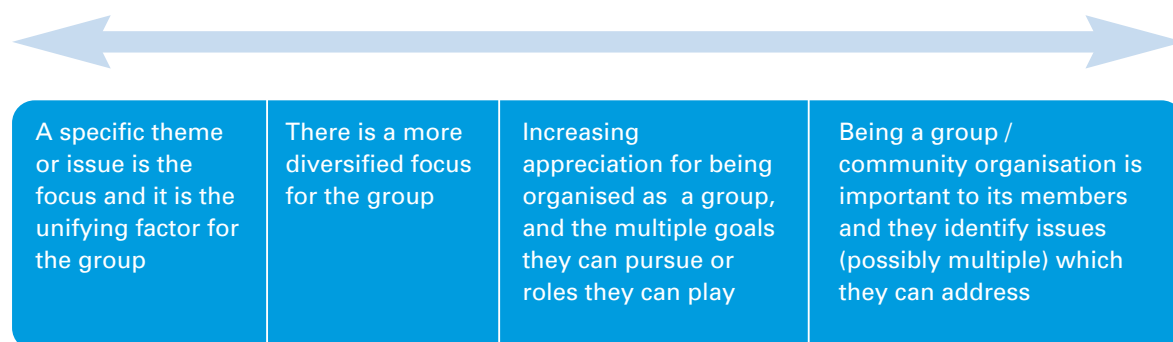 A specific theme
or issue is the
focus and it is the
unifying factor for
the group
There is a more
diversified focus
for the group
Increasing
appreciation for being
organised as  a group,
and the multiple goals
they can pursue or
roles they can play
Being a group /
community organisation is
important to its members
and they identify issues
(possibly multiple) which
they can address